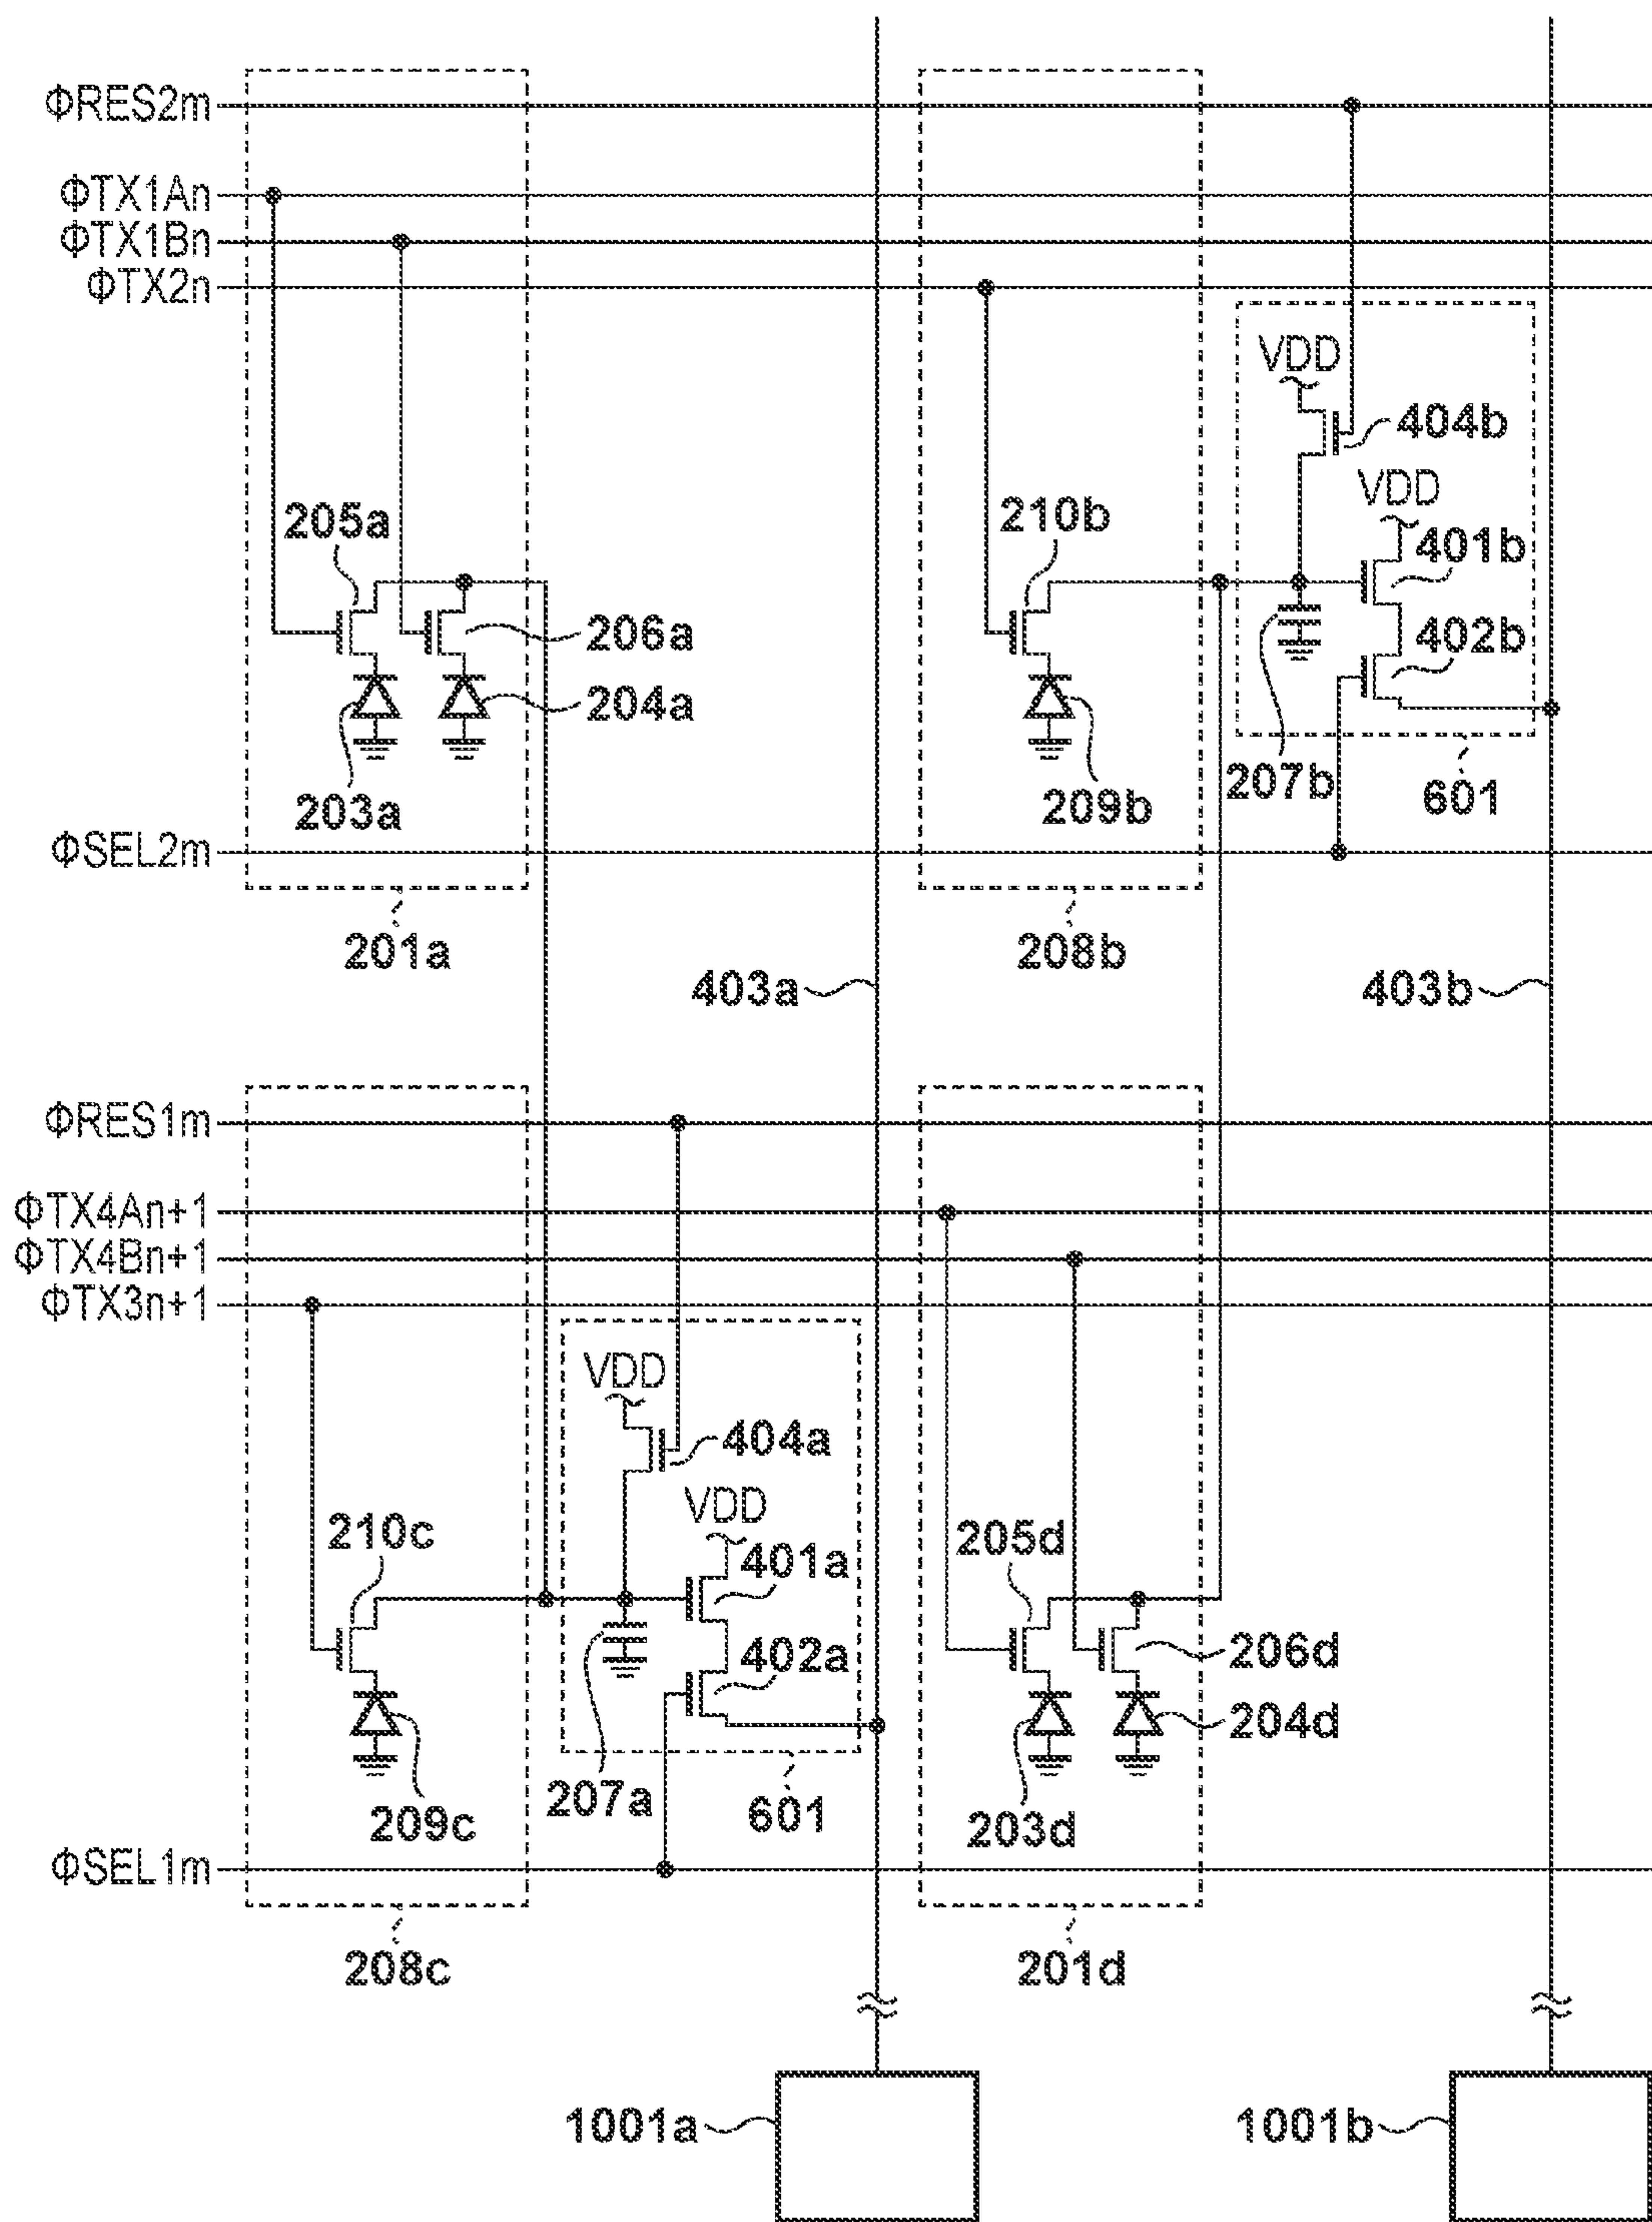 ΦRES2m
ΦTX1An
ΦTX1Bn
ΦTX2n
VDD
404b
VDD
205a
210b
401b
206a
402b
204a
203a
209b
207b
601
ΦSEL2m
201a
208b
403a
403b
ΦRES1m
ΦTX4An+1
ΦTX4Bn+1
ΦTX3n+1
VDD
404a
VDD
210c
205d
401a
402a
206d
204d
207a
601
209c
203d
ΦSEL1m
208c
201d
1001a
1001b